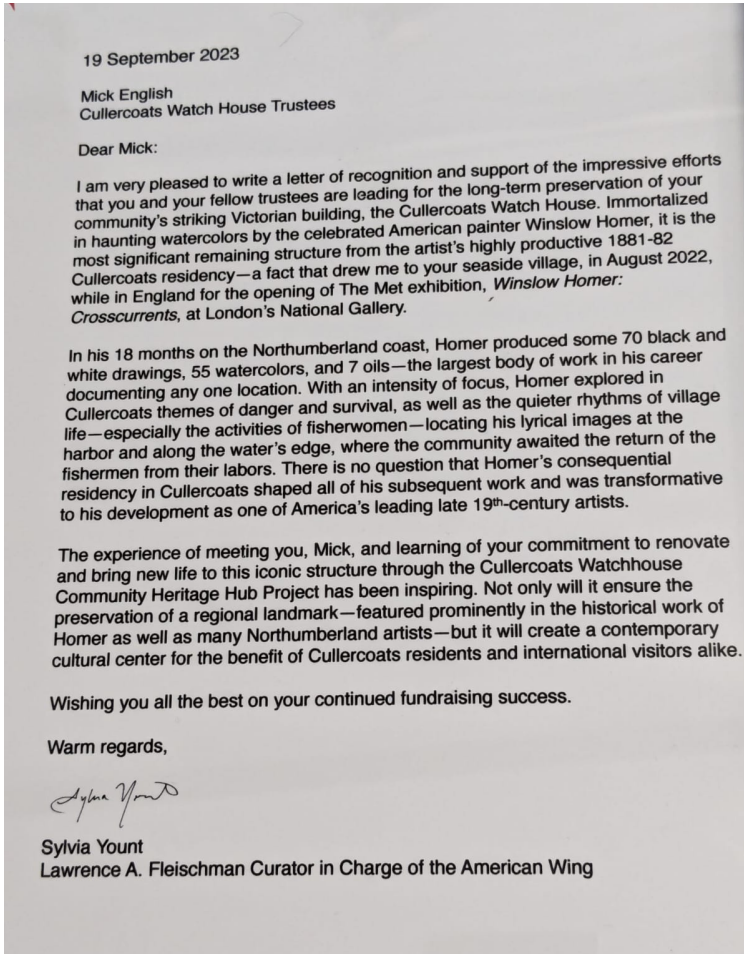 19 September 2023
Mick English
Cullercoats Watch House Trustees
Dear Mick:
I am very pleased to write a letter of recognition and support of the impressive efforts
that you and your fellow trustees are leading for the long-term preservation of your
community's striking Victorian building, the Cullercoats Watch House. Immortalized
in haunting watercolors by the celebrated American painter Winslow Homer, it is the
most significant remaining structure from the artist's highly productive 1881-82
Cullercoats residency—a fact that drew me to your seaside village, in August 2022,
while in England for the opening of The Met exhibition, Winslow Homer:
Crosscurrents, at London's National Gallery.
In his 18 months on the Northumberland coast, Homer produced some 70 black and
white drawings, 55 watercolors, and 7 oils—the largest body of work in his career
documenting any one location. With an intensity of focus, Homer explored in
Cullercoats themes of danger and survival, as well as the quieter rhythms of village
life—especially the activities of fisherwomen—locating his lyrical images at the
harbor and along the water's edge, where the community awaited the return of the
fishermen from their labors. There is no question that Homer's consequential
residency in Cullercoats shaped all of his subsequent work and was transformative
to his development as one of America's leading late 19th-century artists.
The experience of meeting you, Mick, and learning of your commitment to renovate
and bring new life to this iconic structure through the Cullercoats Watchhouse
Community Heritage Hub Project has been inspiring. Not only will it ensure the
preservation of a regional landmark—featured prominently in the historical work of
Homer as well as many Northumberland artists—but it will create a contemporary
cultural center for the benefit of Cullercoats residents and international visitors alike.
Wishing you all the best on your continued fundraising success.
Warm regards,
Sylvia Yount
Sylvia Yount
Lawrence A. Fleischman Curator in Charge of the American Wing